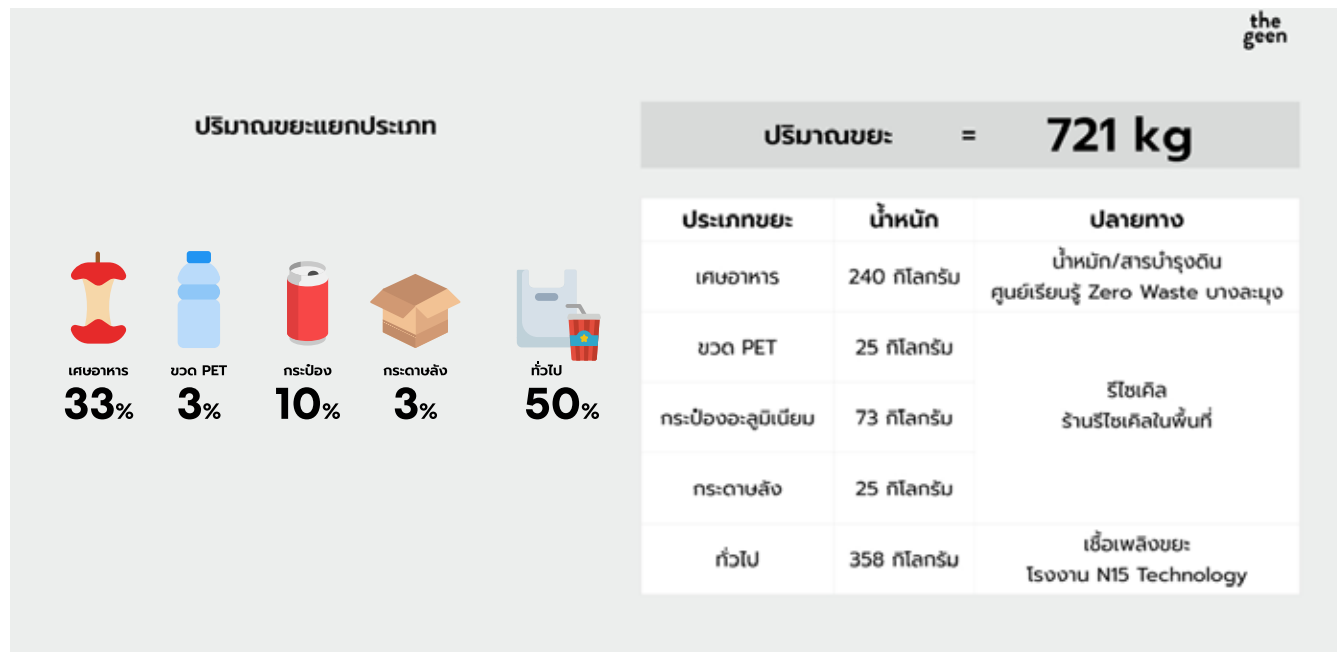 the
geen
ปริมาณขยะแยกประเภท
เศษอาหาร
33%
ขวด PET
3%
กระป๋อง
10%
กระดาษลัง
3%
ทั่วไป
50%
ปริมาณขยะ = 721 kg
ประเภทขยะ น้ำหนัก ปลายทาง
เศษอาหาร 240 กิโลกรัม น้ำหมัก/สารบำรุงดิน
ศูนย์เรียนรู้ Zero Waste บางละมุง
ขวด PET 25 กิโลกรัม
รีไซเคิล
ร้านรีไซเคิลในพื้นที่
กระป๋องอะลูมิเนียม 73 กิโลกรัม
กระดาษลัง 25 กิโลกรัม
ทั่วไป 358 กิโลกรัม เชื้อเพลิงขยะ
โรงงาน N15 Technology